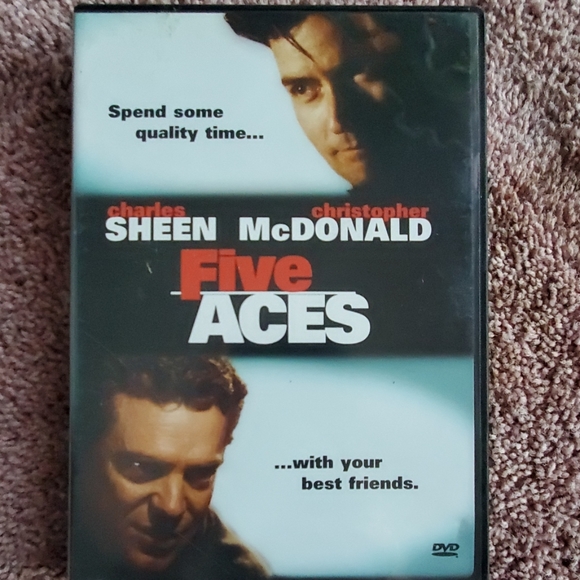 Spend some
quality time...
charles christopher
SHEEN McDONALD
Five
ACES
...with your
best friends.
DVD